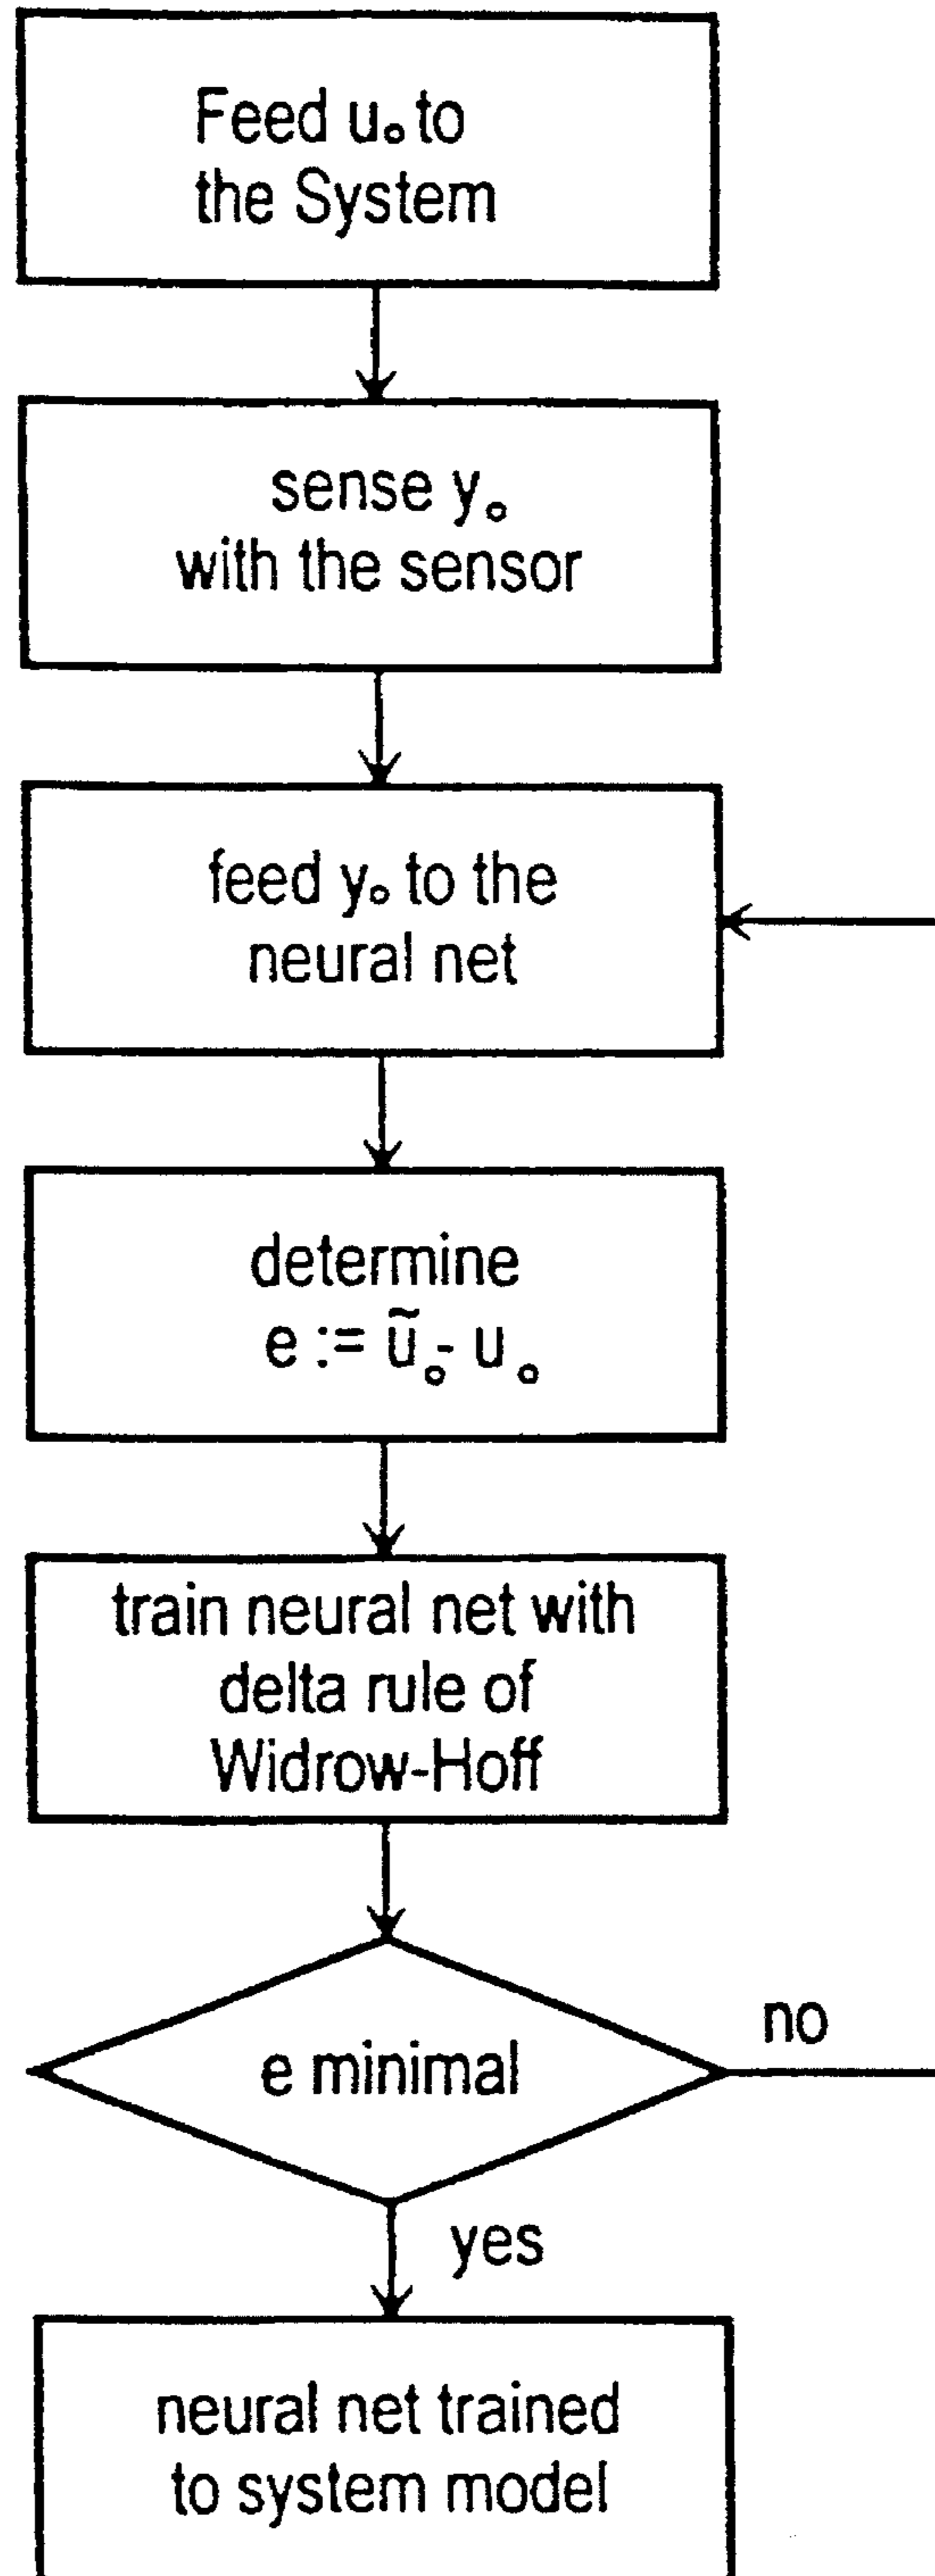 Feed u₀ to
the System
sense y₀
with the sensor
feed y₀ to the
neural net
determine
e := ũ₀- u₀
train neural net with
delta rule of
Widrow-Hoff
e minimal
no
yes
neural net trained
to system model